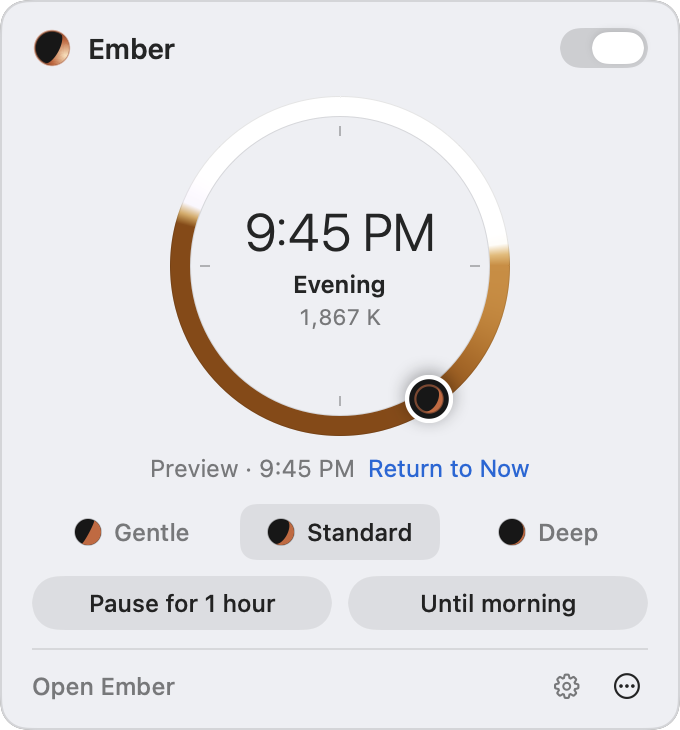 Ember
9:45 PM
Evening
1,867 K
Preview · 9:45 PM Return to Now
Gentle Standard Deep
Pause for 1 hour Until morning
Open Ember